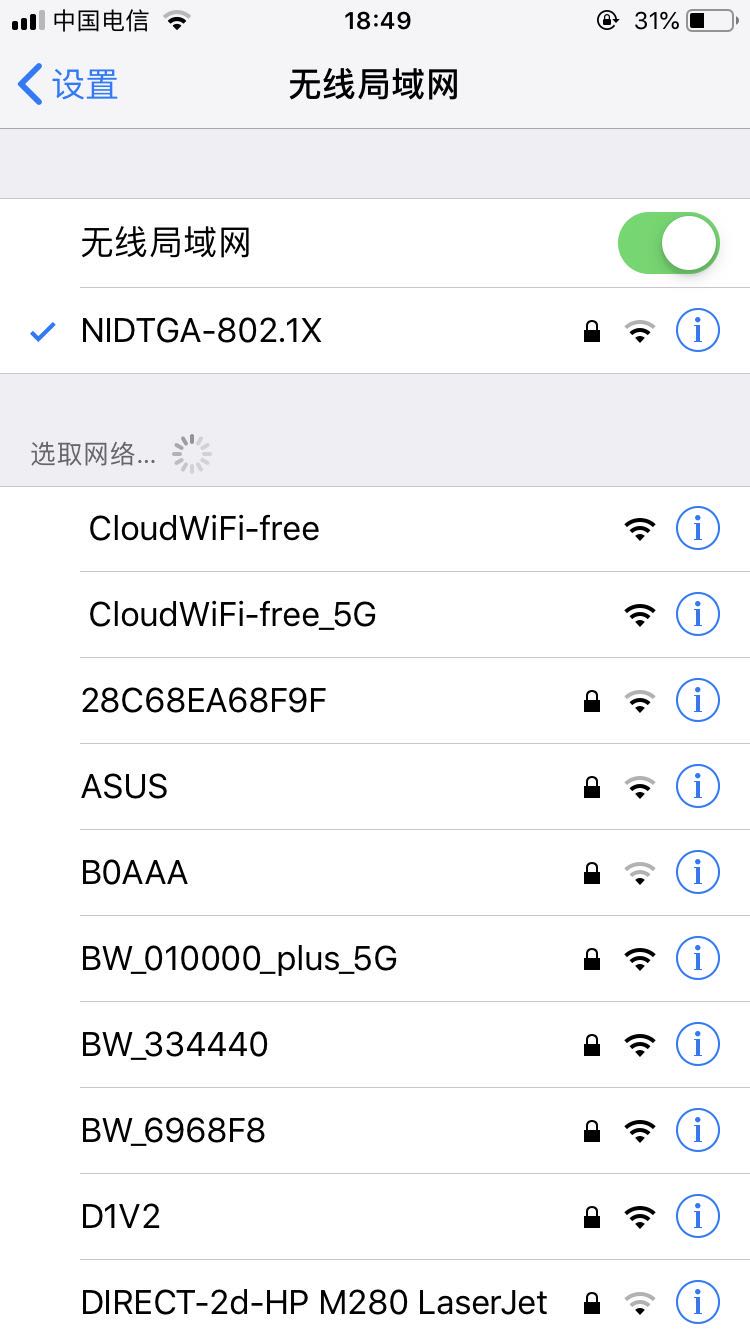 中国电信 18:49 31%
设置 无线局域网
无线局域网
NIDTGA-802.1X
选取网络...
CloudWiFi-free
CloudWiFi-free_5G
28C68EA68F9F
ASUS
B0AAA
BW_010000_plus_5G
BW_334440
BW_6968F8
D1V2
DIRECT-2d-HP M280 LaserJet